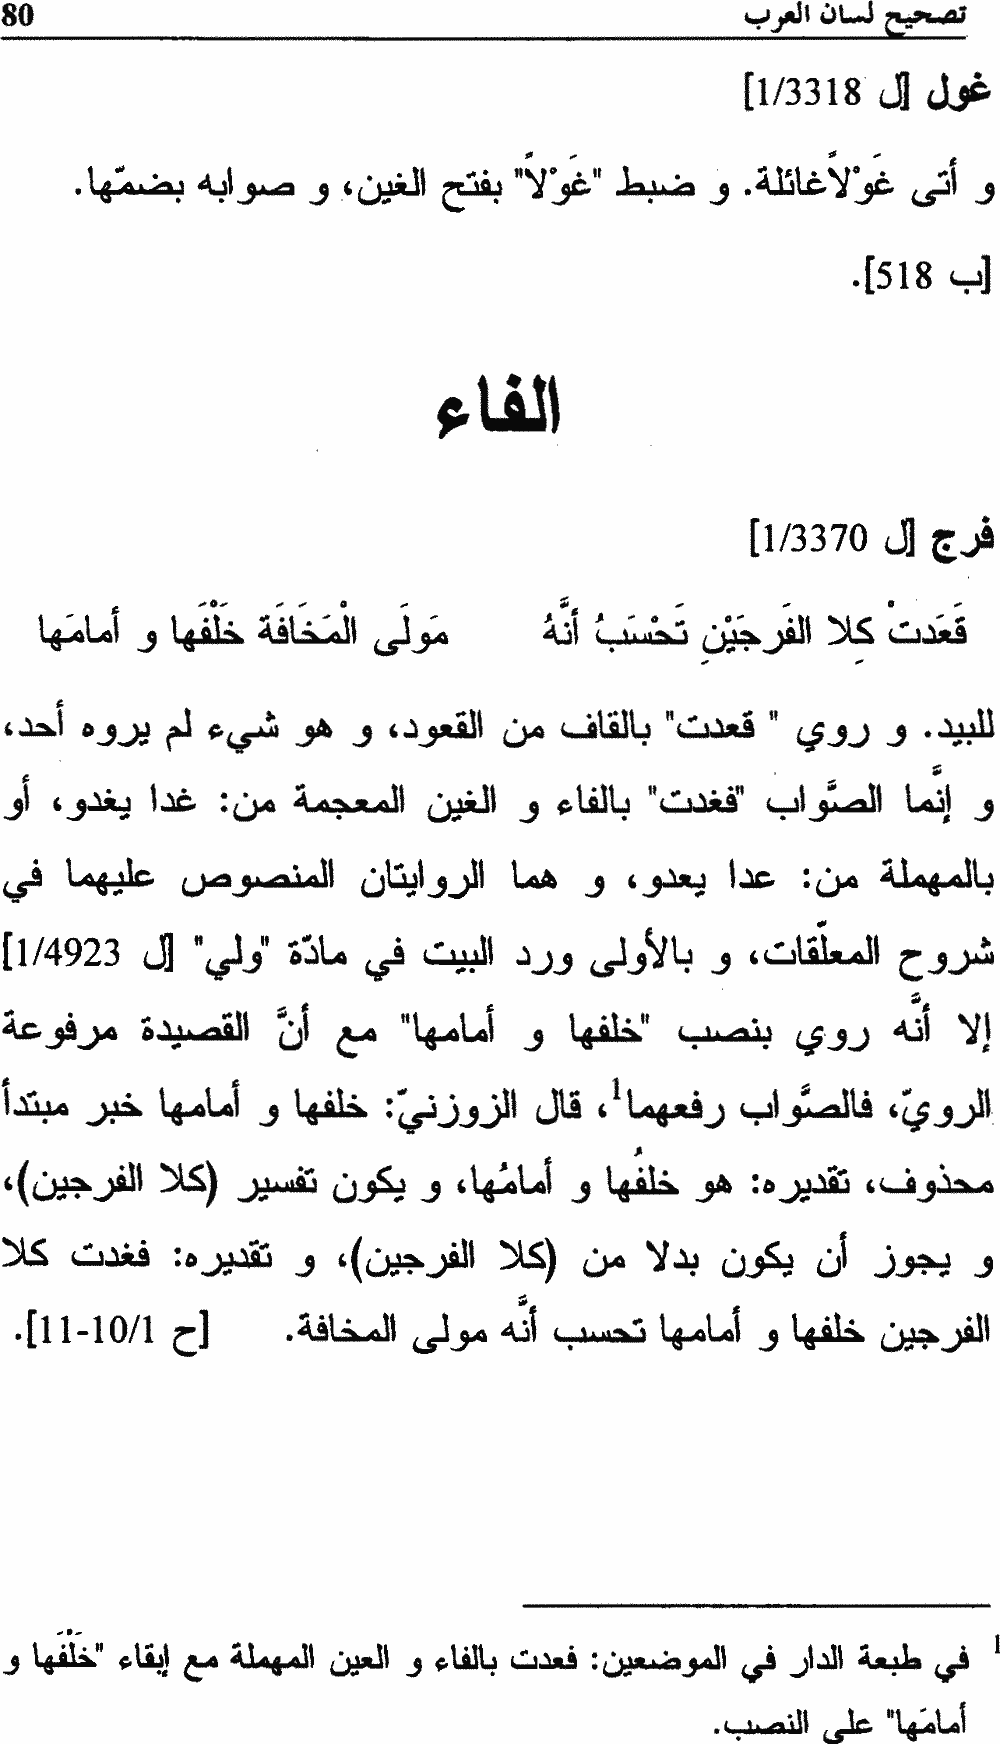 تصحيح لسان العرب 80
غول [ل 1/3318]
و أتى غَوْلاًغائلة. و ضبط "غَوْلاً" بفتح الغين، و صوابه بضمّها.
[ب 518].
الفاء
فرج [ل 1/3370]
قَعَدتْ كِلا الفَرجَيْنِ تَحْسَبُ أنَّهُ مَولَى الْمَخَافَة خَلْفَها و أمامَها
للبيد. و روي " قعدت" بالقاف من القعود، و هو شيء لم يروه أحد،
و إنَّما الصَّواب "فغدت" بالفاء و الغين المعجمة من: غدا يغدو، أو
بالمهملة من: عدا يعدو، و هما الروايتان المنصوص عليهما في
شروح المعلَّقات، و بالأولى ورد البيت في مادّة "ولي" [ل 1/4923]
إلا أنَّه روي بنصب "خلفها و أمامها" مع أنَّ القصيدة مرفوعة
الرويّ، فالصَّواب رفعهما1، قال الزوزنيّ: خلفها و أمامها خبر مبتدأ
محذوف، تقديره: هو خلفُها و أمامُها، و يكون تفسير (كلا الفرجين)،
و يجوز أن يكون بدلا من (كلا الفرجين)، و تقديره: فغدت كلا
الفرجين خلفها و أمامها تحسب أنَّه مولى المخافة. [ح 1/10-11].
1 في طبعة الدار في الموضعين: فعدت بالفاء و العين المهملة مع إبقاء "خَلْفَها و
أمامَها" على النصب.